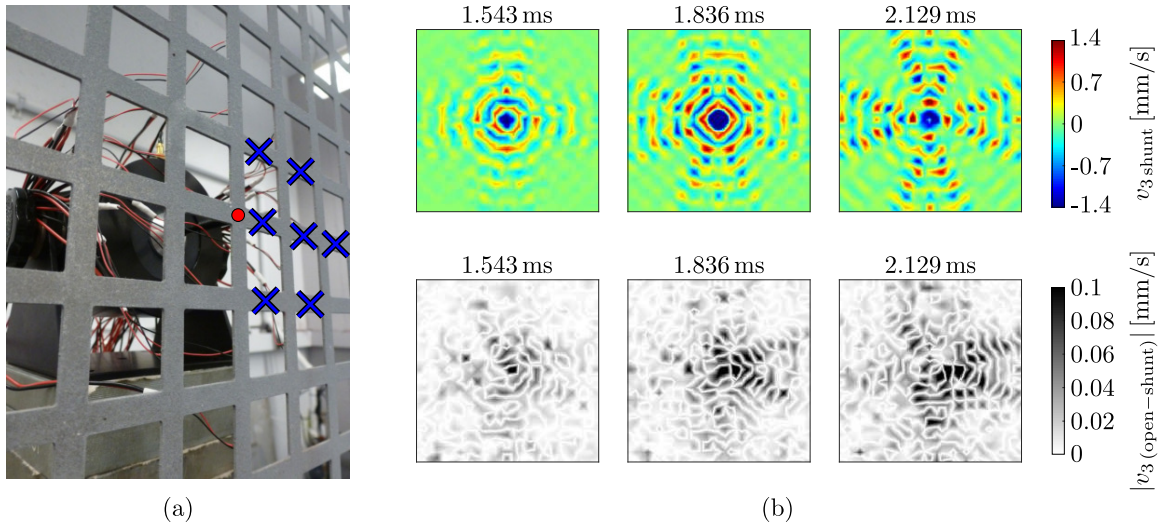 1.543 ms 1.836 ms 2.129 ms
1.4
0.7
0
-0.7
-1.4
v3 shunt [mm/s]
1.543 ms 1.836 ms 2.129 ms
0.1
0.08
0.06
0.04
0.02
0
|v3 (open−shunt)| [mm/s]
(a) (b)